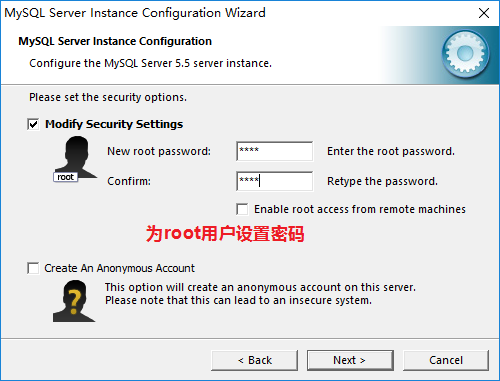 MySQL Server Instance Configuration Wizard
MySQL Server Instance Configuration
Configure the MySQL Server 5.5 server instance.
Please set the security options.
Modify Security Settings
root
New root password: **** Enter the root password.
Confirm: **** Retype the password.
Enable root access from remote machines
为root用户设置密码
Create An Anonymous Account
This option will create an anonymous account on this server.
Please note that this can lead to an insecure system.
< Back Next > Cancel